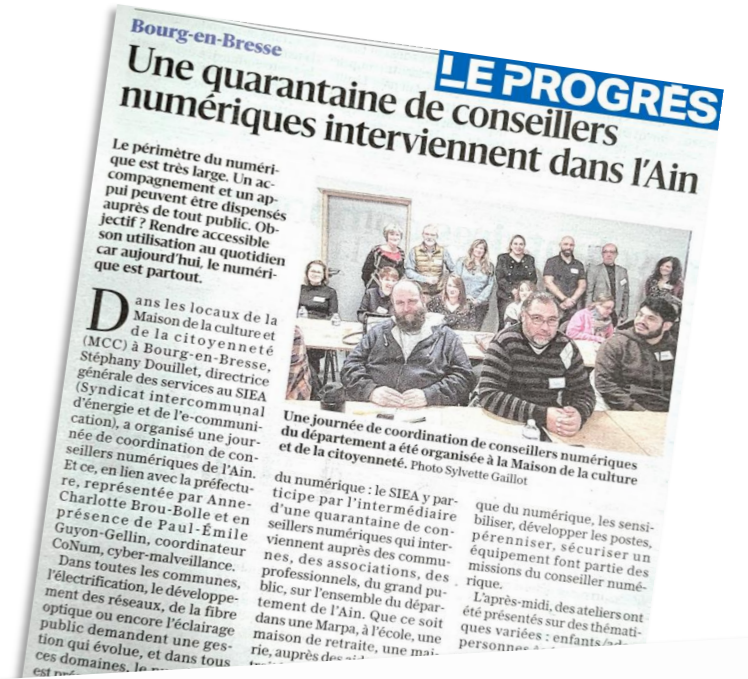 Bourg-en-Bresse
LE PROGRÈS
Une quarantaine de conseillers
numériques interviennent dans l'Ain
Le périmètre du numéri-
que est très large. Un ac-
compagnement et un ap-
pui peuvent être dispensés
auprès de tout public. Ob-
jectif ? Rendre accessible
son utilisation au quotidien
car aujourd'hui, le numéri-
que est partout.
Dans les locaux de la
Maison de la culture et
de la citoyenneté
(MCC) à Bourg-en-Bresse,
Stéphany Douillet, directrice
générale des services au SIEA
(Syndicat intercommunal
d'énergie et de l'e-communi-
cation), a organisé une jour-
née de coordination de con-
seillers numériques de l'Ain.
Et ce, en lien avec la préfectu-
re, représentée par Anne-
Charlotte Brou-Bolle et en
présence de Paul-Émile
Guyon-Gellin, coordinateur
CoNum, cyber-malveillance.
Dans toutes les communes,
l'électrification, le développe-
ment des réseaux, de la fibre
optique ou encore l'éclairage
public demandent une ges-
tion qui évolue, et dans tous
ces domaines, le
Une journée de coordination de conseillers numériques
du département a été organisée à la Maison de la culture
et de la citoyenneté. Photo Sylvette Gaillot
du numérique : le SIEA y par-
ticipe par l'intermédiaire
d'une quarantaine de con-
seillers numériques qui inter-
viennent auprès des commu-
nes, des associations, des
professionnels, du grand pu-
blic, sur l'ensemble du dépar-
tement de l'Ain. Que ce soit
dans une Marpa, à l'école, une
maison de retraite, une mai-
rie, auprès des
que du numérique, les sensi-
biliser, développer les postes,
pérenniser, sécuriser un
équipement font partie des
missions du conseiller numé-
rique.
L'après-midi, des ateliers ont
été présentés sur des thémati-
ques variées : enfants/
personnes